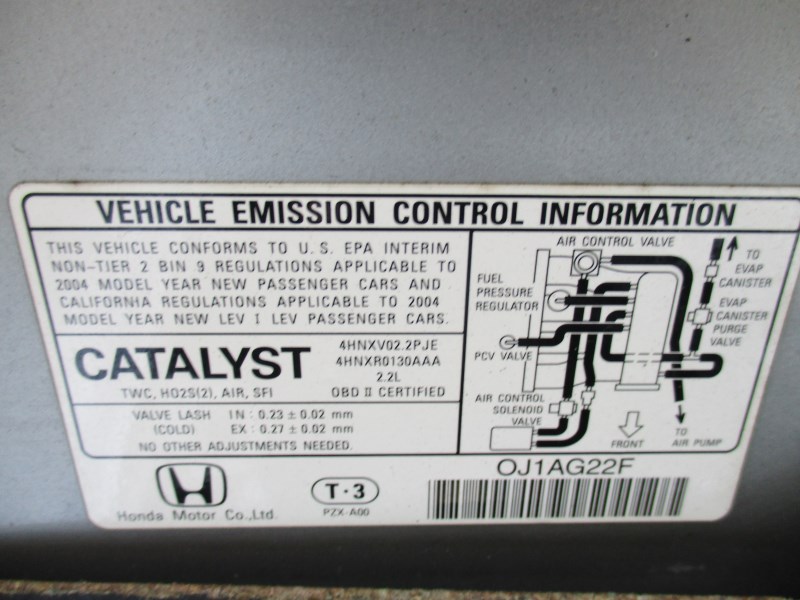 VEHICLE EMISSION CONTROL INFORMATION
THIS VEHICLE CONFORMS TO U.S. EPA INTERIM
NON-TIER 2 BIN 9 REGULATIONS APPLICABLE TO
2004 MODEL YEAR NEW PASSENGER CARS AND
CALIFORNIA REGULATIONS APPLICABLE TO 2004
MODEL YEAR NEW LEV I LEV PASSENGER CARS.
CATALYST
TWC, HO2S(2), AIR, SFI
4HNXV02.2PJE
4HNXR0130AAA
2.2L
OBD II CERTIFIED
VALVE LASH IN : 0.23 ± 0.02 mm
(COLD) EX : 0.27 ± 0.02 mm
NO OTHER ADJUSTMENTS NEEDED.
AIR CONTROL VALVE
TO
EVAP
CANISTER
FUEL
PRESSURE
REGULATOR
EVAP
CANISTER
PURGE
VALVE
PCV VALVE
AIR CONTROL
SOLENOID
VALVE
FRONT
TO
AIR PUMP
Honda Motor Co.,Ltd.
T·3
PZX-A00
OJ1AG22F